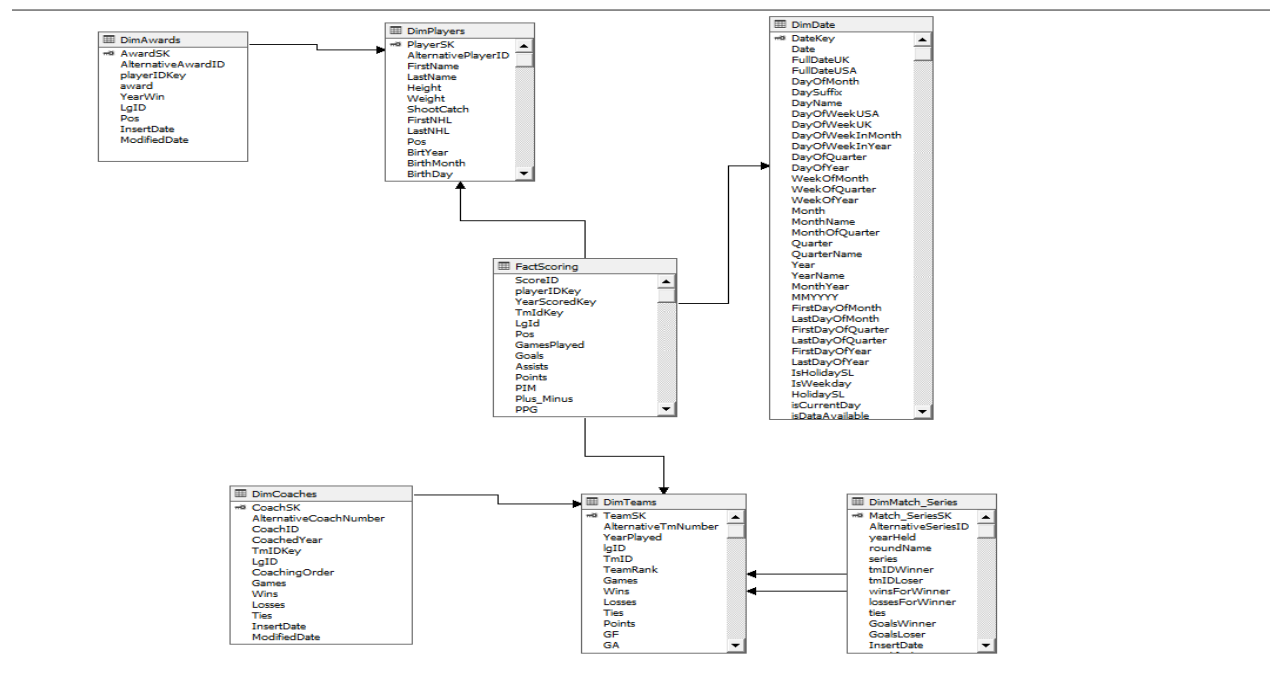 DimAwards
AwardSK
AlternativeAwardID
playerIDKey
award
YearWin
LgID
Pos
InsertDate
ModifiedDate
DimPlayers
PlayerSK
AlternativePlayerID
FirstName
LastName
Height
Weight
ShootCatch
FirstNHL
LastNHL
Pos
BirtYear
BirthMonth
BirthDay
DimDate
DateKey
Date
FullDateUK
FullDateUSA
DayOfMonth
DaySuffix
DayName
DayOfWeekUSA
DayOfWeekUK
DayOfWeekInMonth
DayOfWeekInYear
DayOfQuarter
DayOfYear
WeekOfMonth
WeekOfQuarter
WeekOfYear
Month
MonthName
MonthOfQuarter
Quarter
QuarterName
Year
YearName
MonthYear
MMYYYY
FirstDayOfMonth
LastDayOfMonth
FirstDayOfQuarter
LastDayOfQuarter
FirstDayOfYear
LastDayOfYear
IsHolidaySL
IsWeekday
HolidaySL
isCurrentDay
isDataAvailable
FactScoring
ScoreID
playerIDKey
YearScoredKey
TmIdKey
LgId
Pos
GamesPlayed
Goals
Assists
Points
PIM
Plus_Minus
PPG
DimCoaches
CoachSK
AlternativeCoachNumber
CoachID
CoachedYear
TmIDKey
LgID
CoachingOrder
Games
Wins
Losses
Ties
InsertDate
ModifiedDate
DimTeams
TeamSK
AlternativeTmNumber
YearPlayed
lgID
TmID
TeamRank
Games
Wins
Losses
Ties
Points
GF
GA
DimMatch_Series
Match_SeriesSK
AlternativeSeriesID
yearHeld
roundName
series
tmIDWinner
tmIDLoser
winsForWinner
lossesForWinner
ties
GoalsWinner
GoalsLoser
InsertDate